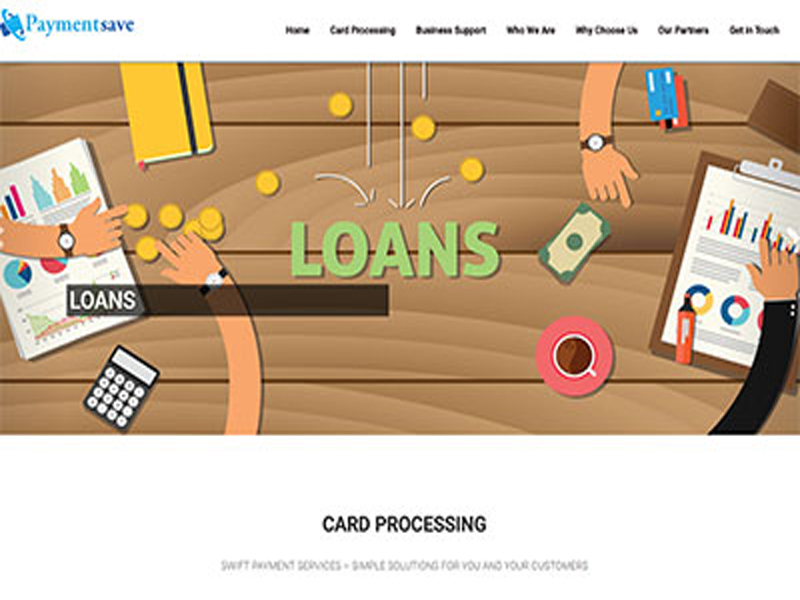 Paymentsave
Home Card Processing Business Support Who We Are Why Choose Us Our Partners Get in Touch
LOANS
LOANS
CARD PROCESSING
SWIFT PAYMENT SERVICES – SIMPLE SOLUTIONS FOR YOU AND YOUR CUSTOMERS